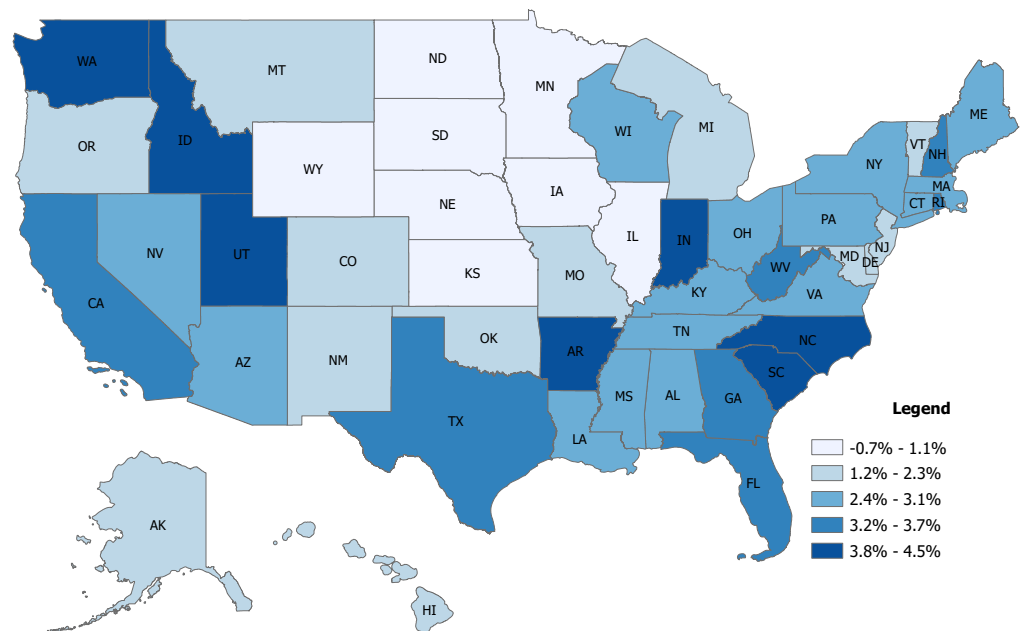 WA
MT
ND
MN
ME
SD
WI
MI
VT
NH
OR
ID
WY
NY
MA
IA
NE
CT
RI
PA
IL
IN
OH
NJ
NV
UT
CO
KS
MO
WV
MD
DE
KY
VA
CA
OK
TN
NC
AZ
NM
AR
SC
MS
AL
GA
TX
LA
FL
AK
HI
Legend
-0.7% - 1.1%
1.2% - 2.3%
2.4% - 3.1%
3.2% - 3.7%
3.8% - 4.5%